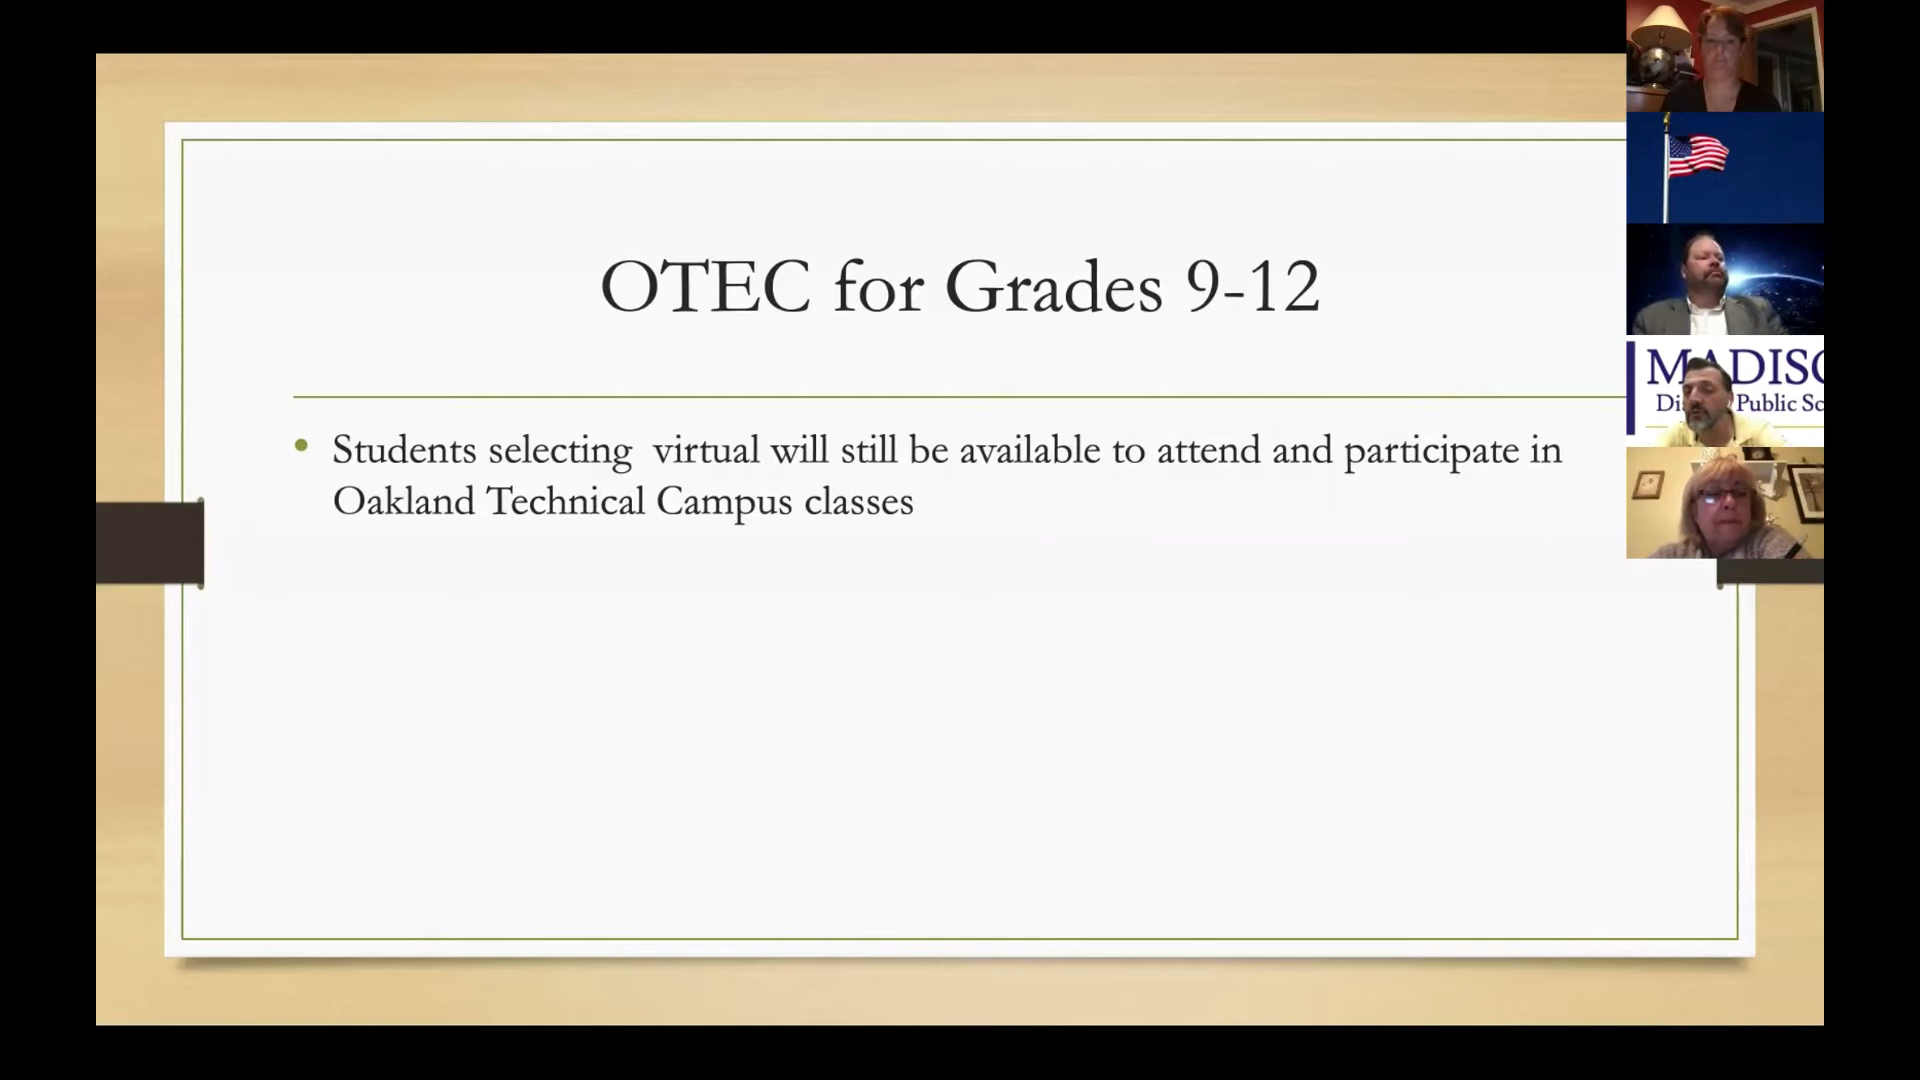 OTEC for Grades 9-12
• Students selecting  virtual will still be available to attend and participate in
Oakland Technical Campus classes
Public